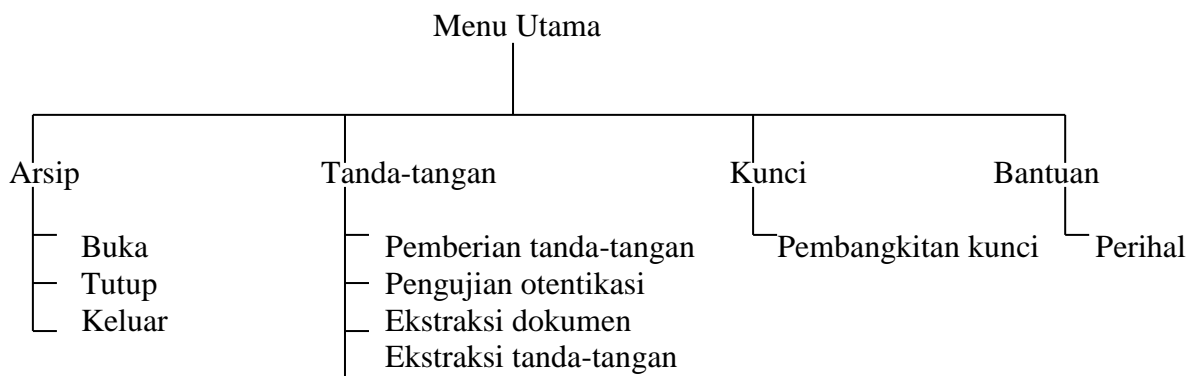 Menu Utama
Arsip
Tanda-tangan
Kunci
Bantuan
Buka
Tutup
Keluar
Pemberian tanda-tangan
Pengujian otentikasi
Ekstraksi dokumen
Ekstraksi tanda-tangan
Pembangkitan kunci
Perihal